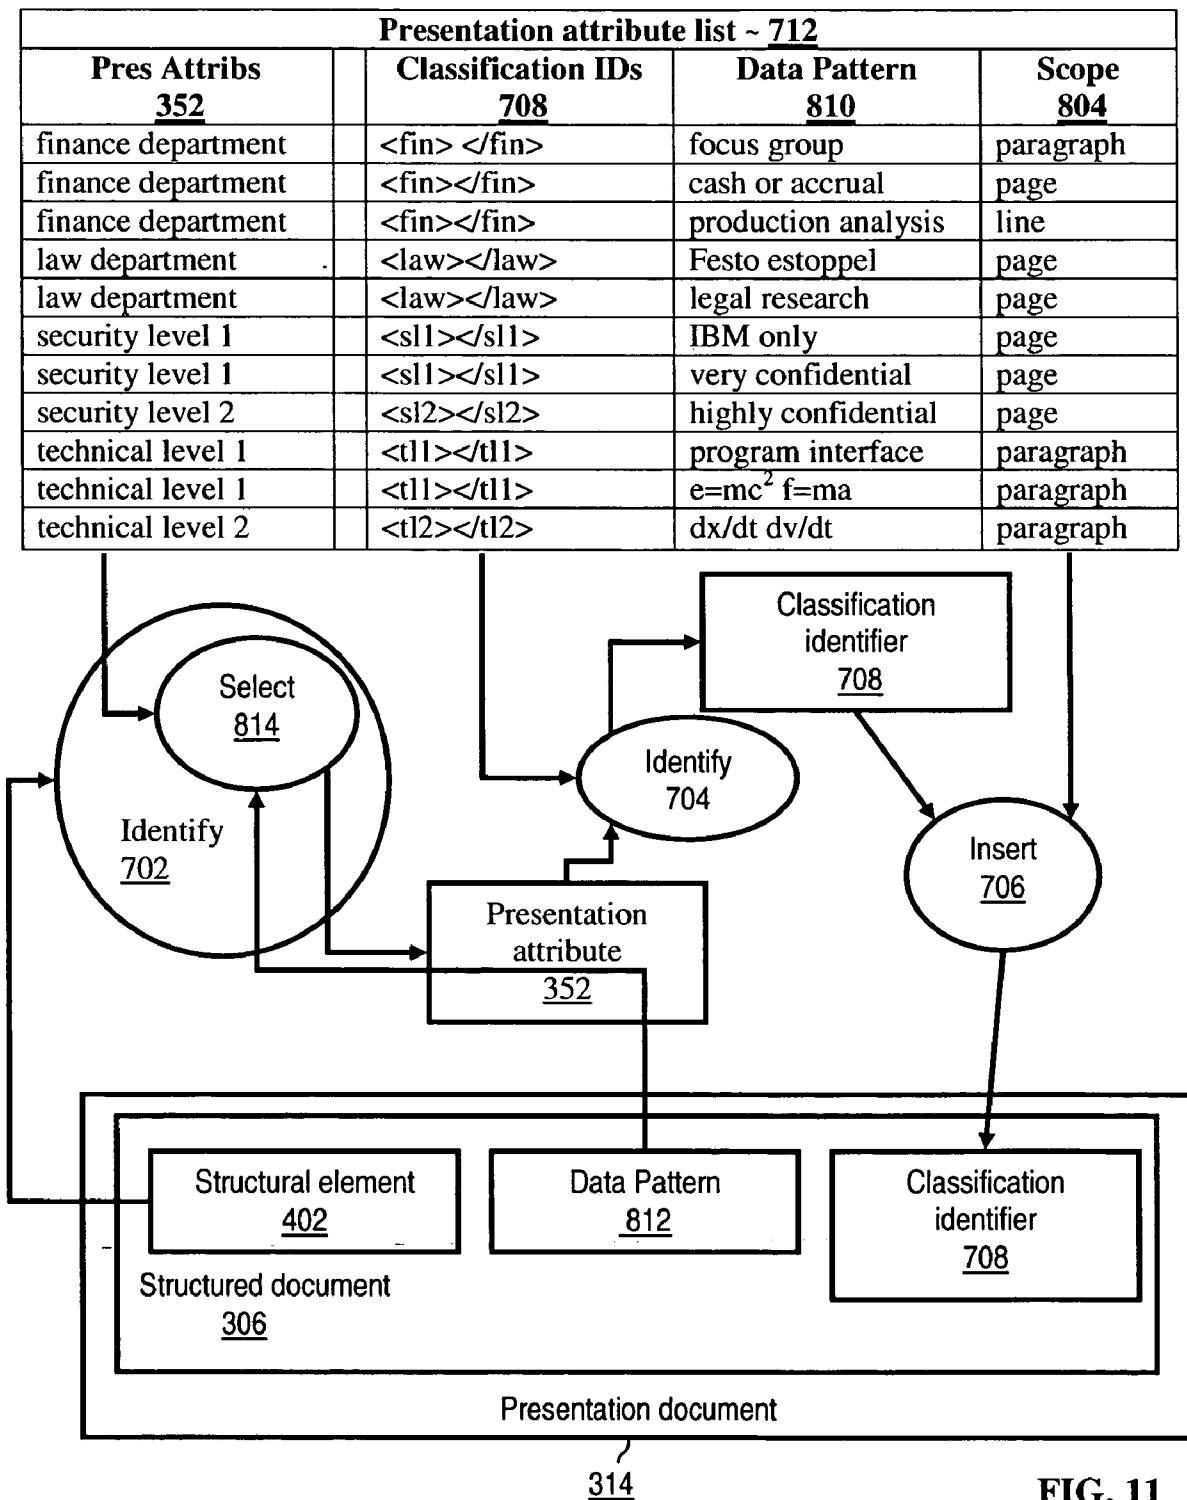 Presentation attribute list ~ 712
Pres Attribs Classification IDs Data Pattern Scope
352 708 810 804
finance department <fin> </fin> focus group paragraph
finance department <fin></fin> cash or accrual page
finance department <fin></fin> production analysis line
law department <law></law> Festo estoppel page
law department <law></law> legal research page
security level 1 <sl1></sl1> IBM only page
security level 1 <sl1></sl1> very confidential page
security level 2 <sl2></sl2> highly confidential page
technical level 1 <tl1></tl1> program interface paragraph
technical level 1 <tl1></tl1> e=mc² f=ma paragraph
technical level 2 <tl2></tl2> dx/dt dv/dt paragraph
Classification
identifier
708
Select
814
Identify
704
Identify
702
Insert
706
Presentation
attribute
352
Structural element
402
Data Pattern
812
Classification
identifier
708
Structured document
306
Presentation document
314
FIG. 11